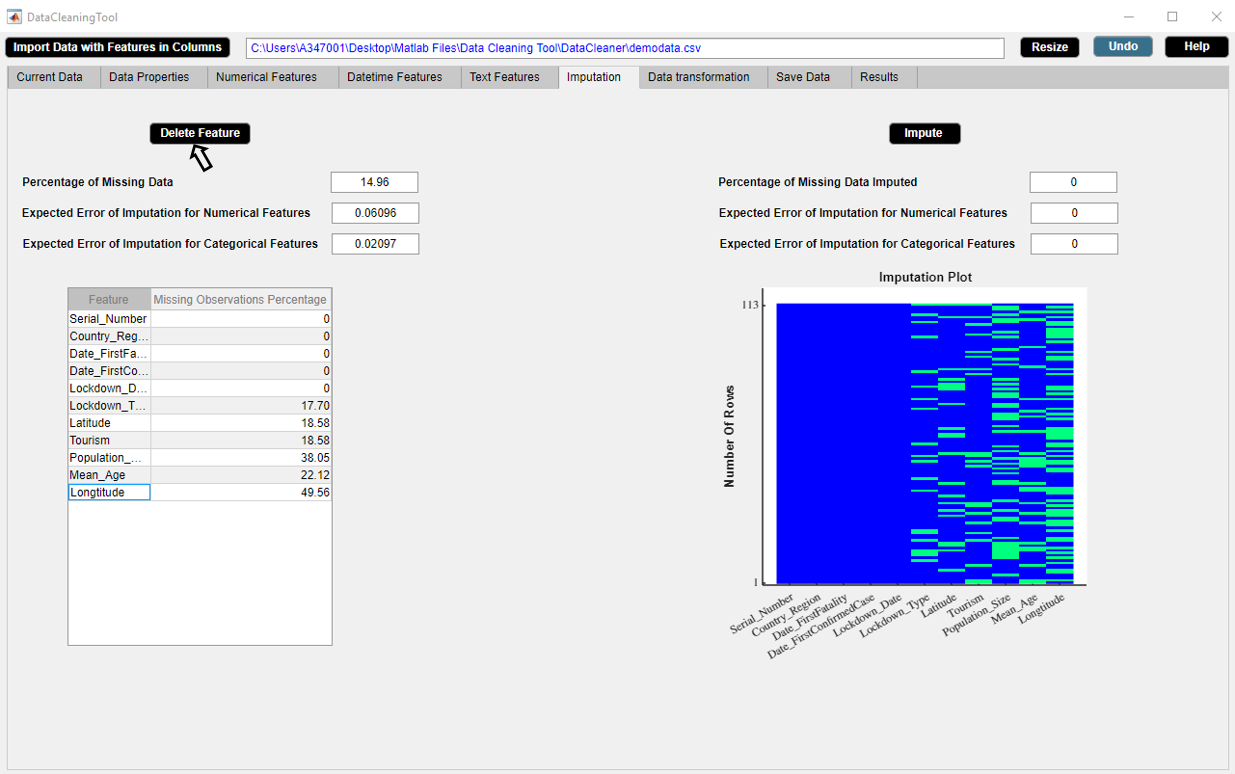 DataCleaningTool
Import Data with Features in Columns
C:\Users\A347001\Desktop\Matlab Files\Data Cleaning Tool\DataCleaner\demodata.csv
Resize
Undo
Help
Current Data
Data Properties
Numerical Features
Datetime Features
Text Features
Imputation
Data transformation
Save Data
Results
Delete Feature
Percentage of Missing Data 14.96
Expected Error of Imputation for Numerical Features 0.06096
Expected Error of Imputation for Categorical Features 0.02097
Feature Missing Observations Percentage
Serial_Number 0
Country_Reg... 0
Date_FirstFa... 0
Date_FirstCo... 0
Lockdown_D... 0
Lockdown_T... 17.70
Latitude 18.58
Tourism 18.58
Population_... 38.05
Mean_Age 22.12
Longtitude 49.56
Impute
Percentage of Missing Data Imputed 0
Expected Error of Imputation for Numerical Features 0
Expected Error of Imputation for Categorical Features 0
Imputation Plot
113
Number Of Rows
1
Serial_Number
Country_Region
Date_FirstFatality
Date_FirstConfirmedCase
Lockdown_Date
Lockdown_Type
Latitude
Tourism
Population_Size
Mean_Age
Longtitude